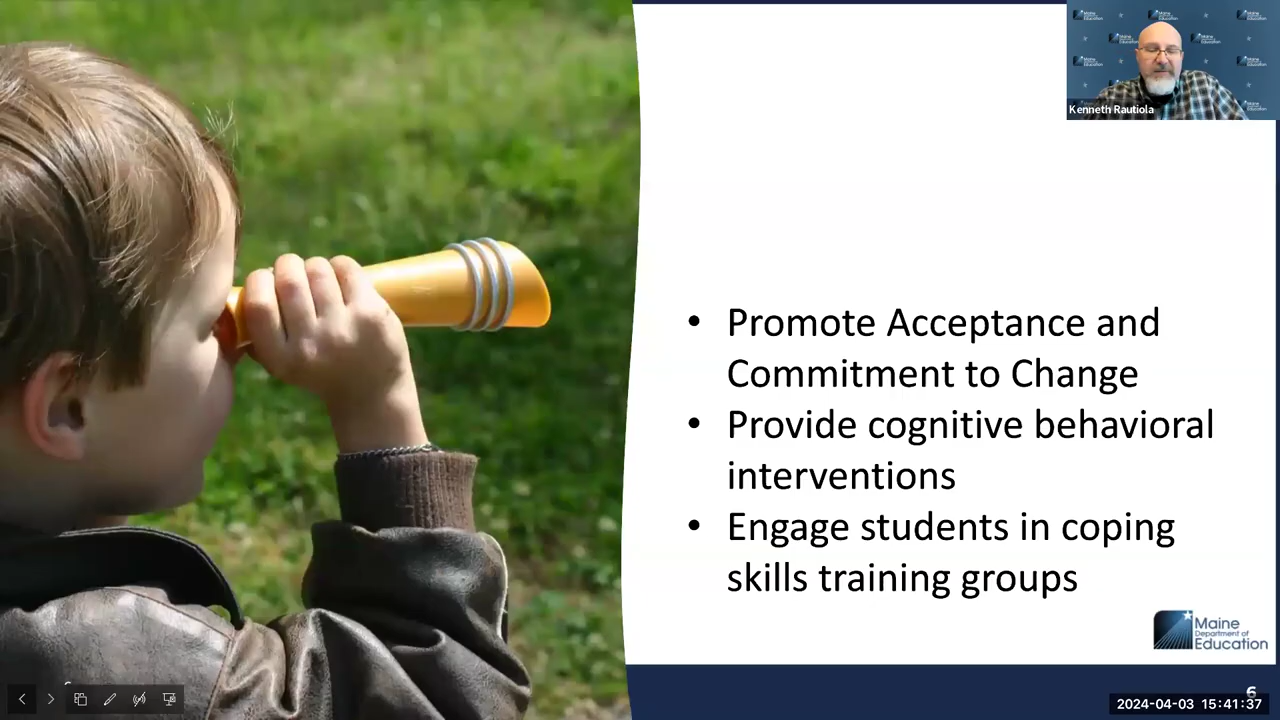 Kenneth Rautiola
• Promote Acceptance and
Commitment to Change
• Provide cognitive behavioral
interventions
• Engage students in coping
skills training groups
Maine
Department of
Education
6
2024-04-03 15:41:37